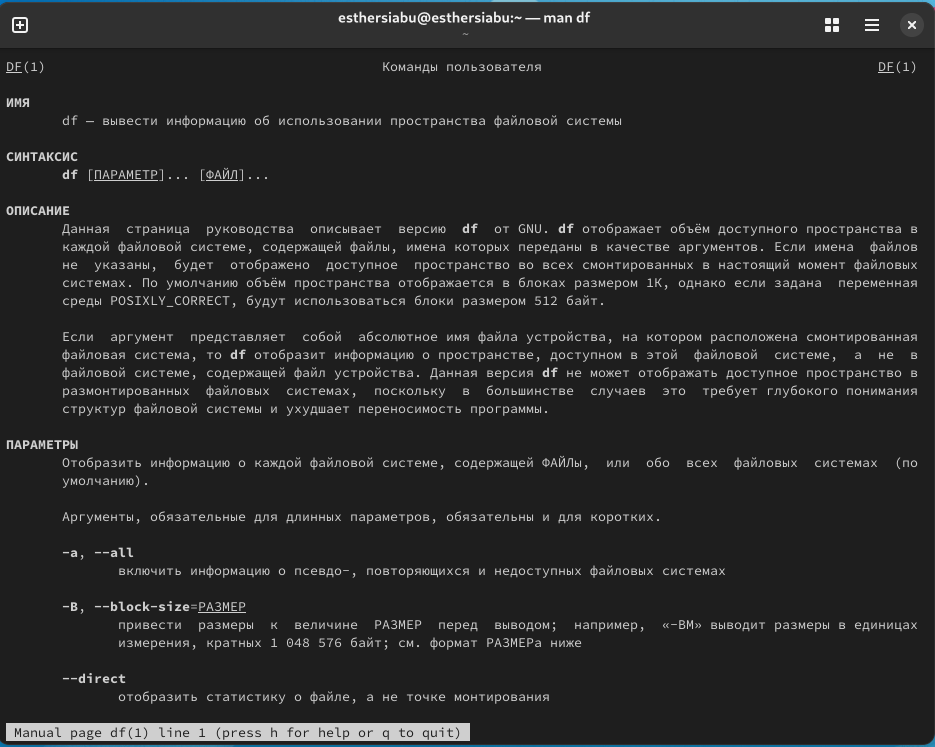 esthersiabu@esthersiabu:~ — man df
~
DF(1) Команды пользователя DF(1)
ИМЯ
df – вывести информацию об использовании пространства файловой системы
СИНТАКСИС
df [ПАРАМЕТР]... [ФАЙЛ]...
ОПИСАНИЕ
Данная страница руководства описывает версию df от GNU. df отображает объём доступного пространства в
каждой файловой системе, содержащей файлы, имена которых переданы в качестве аргументов. Если имена файлов
не указаны, будет отображено доступное пространство во всех смонтированных в настоящий момент файловых
системах. По умолчанию объём пространства отображается в блоках размером 1К, однако если задана переменная
среды POSIXLY_CORRECT, будут использоваться блоки размером 512 байт.
Если аргумент представляет собой абсолютное имя файла устройства, на котором расположена смонтированная
файловая система, то df отобразит информацию о пространстве, доступном в этой файловой системе, а не в
файловой системе, содержащей файл устройства. Данная версия df не может отображать доступное пространство в
размонтированных файловых системах, поскольку в большинстве случаев это требует глубокого понимания
структур файловой системы и ухудшает переносимость программы.
ПАРАМЕТРЫ
Отобразить информацию о каждой файловой системе, содержащей ФАЙЛы, или обо всех файловых системах (по
умолчанию).
Аргументы, обязательные для длинных параметров, обязательны и для коротких.
-a, --all
включить информацию о псевдо-, повторяющихся и недоступных файловых системах
-B, --block-size=РАЗМЕР
привести размеры к величине РАЗМЕР перед выводом; например, «-BM» выводит размеры в единицах
измерения, кратных 1 048 576 байт; см. формат РАЗМЕРа ниже
--direct
отобразить статистику о файле, а не точке монтирования
Manual page df(1) line 1 (press h for help or q to quit)